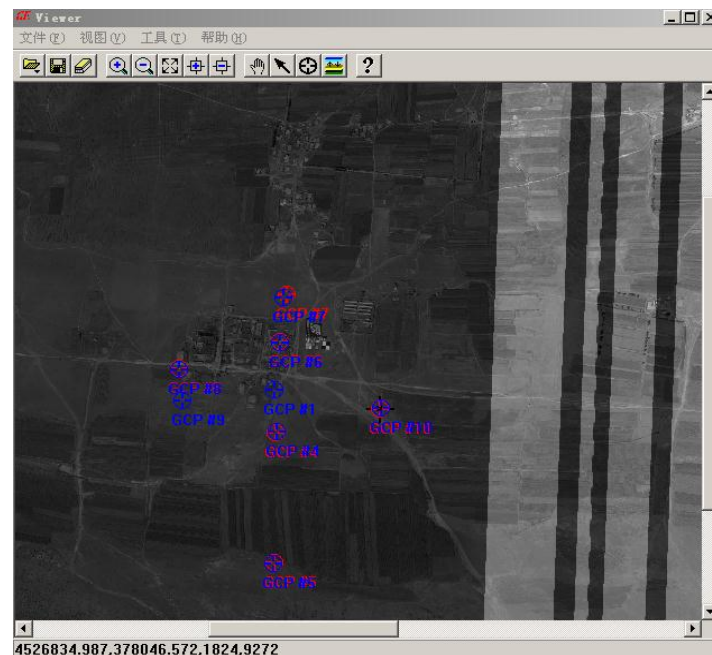 GE Viewer
文件(F) 视图(V) 工具(T) 帮助(H)
?
GCP #7
GCP #6
GCP #8
GCP #1
GCP #9
GCP #10
GCP #4
GCP #5
4526834.987,378046.572,1824,9272